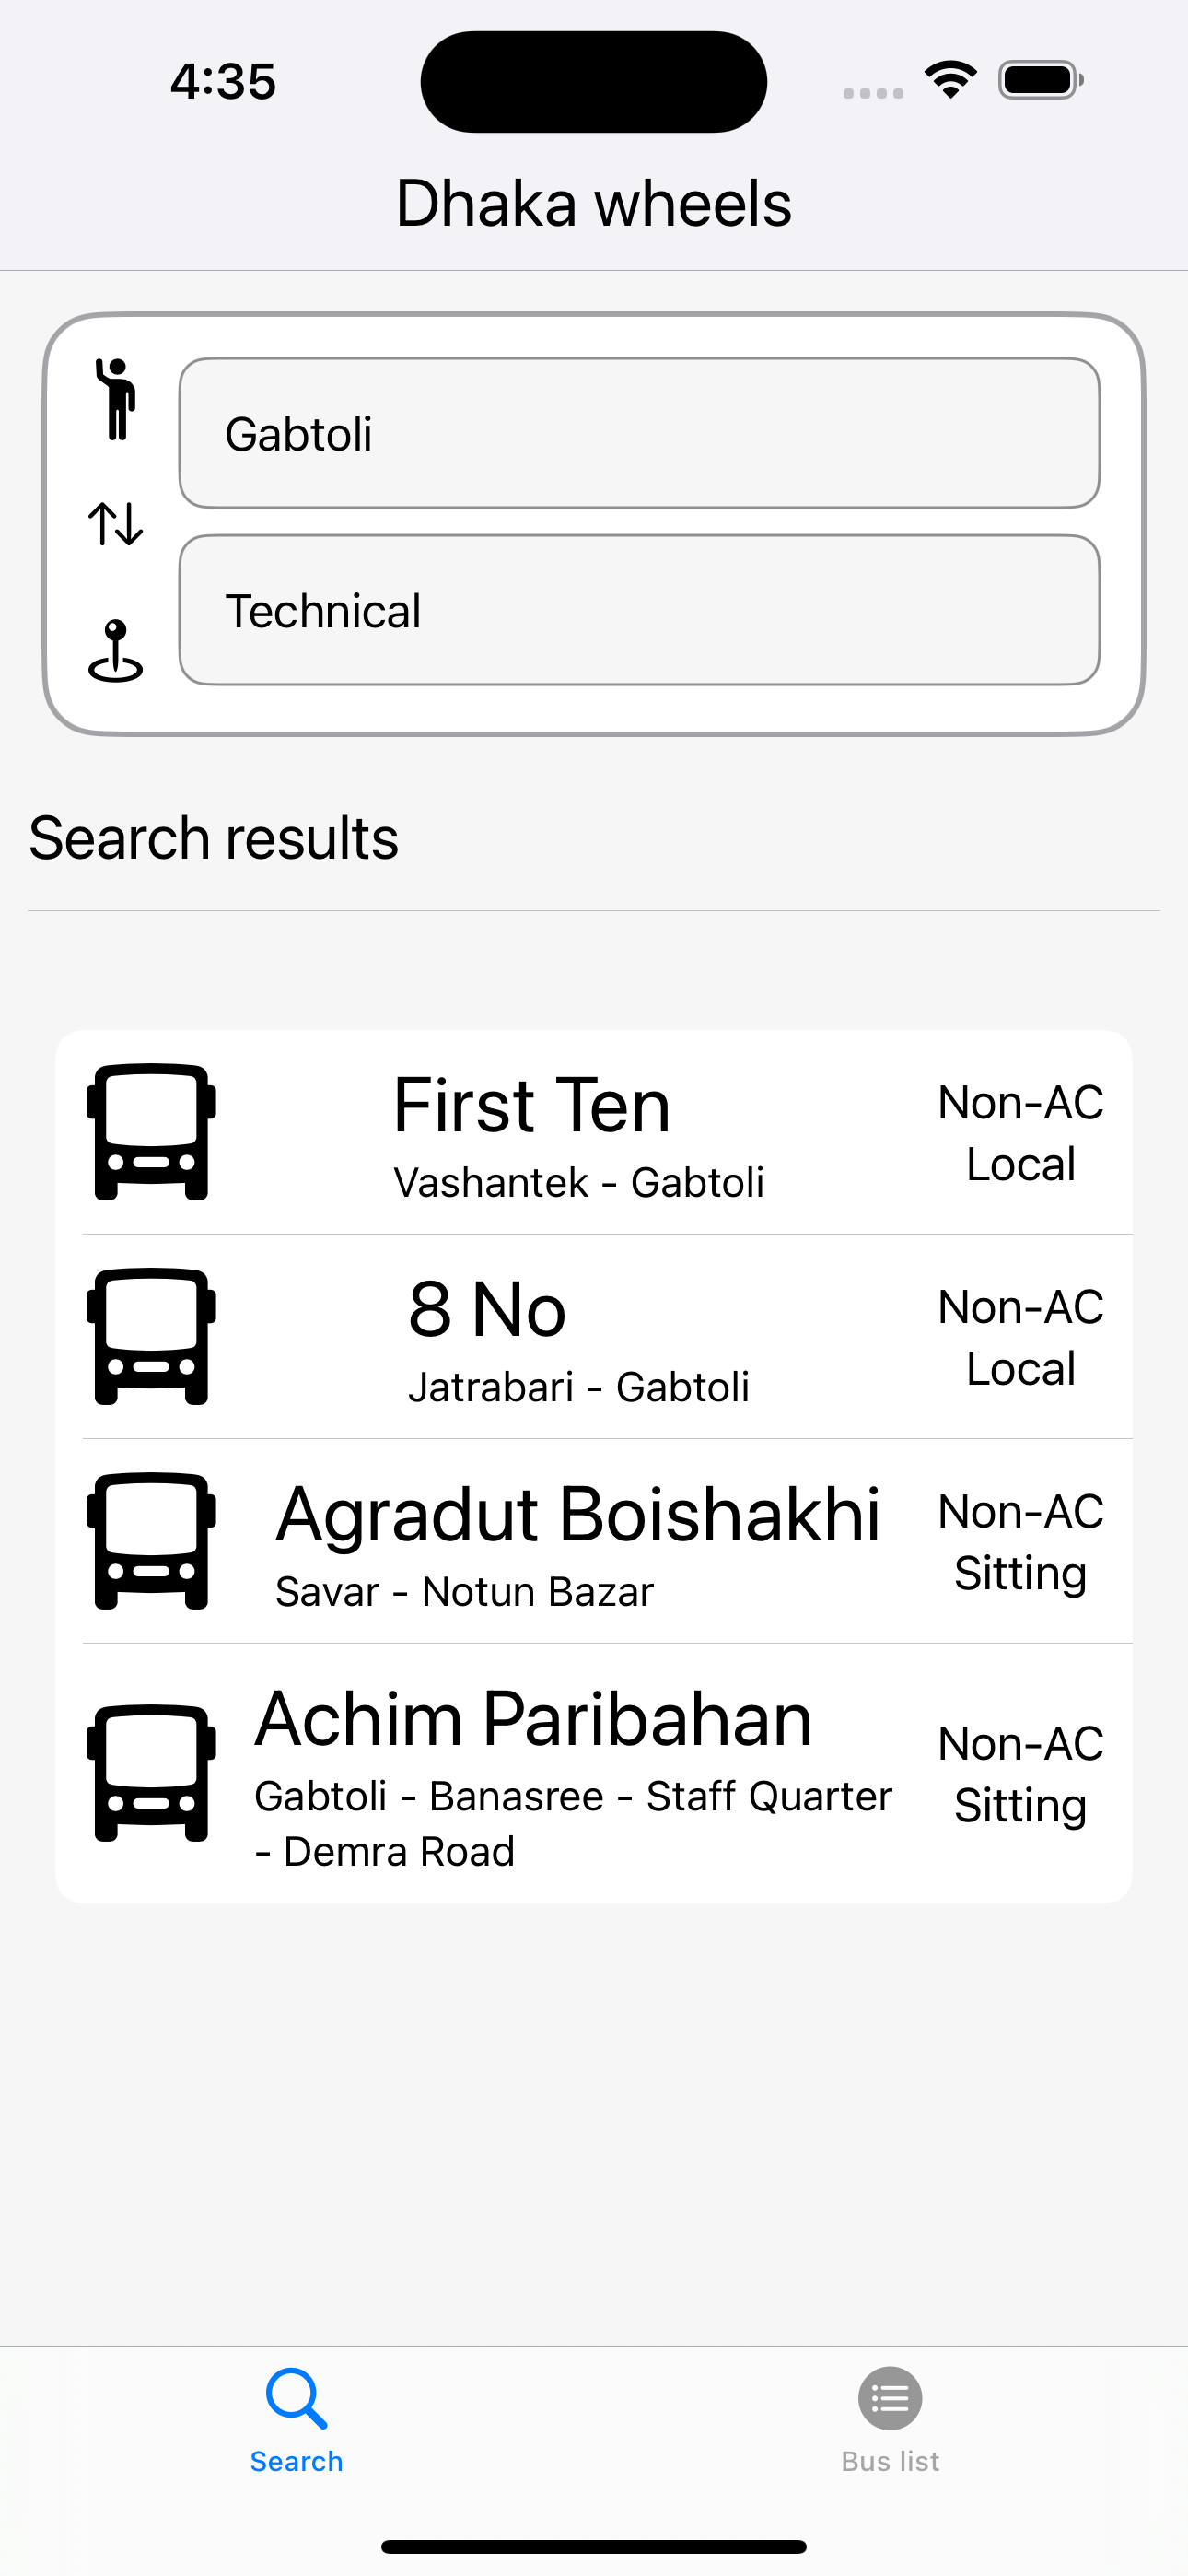 4:35
Dhaka wheels
Gabtoli
Technical
Search results
First Ten
Vashantek - Gabtoli
Non-AC
Local
8 No
Jatrabari - Gabtoli
Non-AC
Local
Agradut Boishakhi
Savar - Notun Bazar
Non-AC
Sitting
Achim Paribahan
Gabtoli - Banasree - Staff Quarter
- Demra Road
Non-AC
Sitting
Search
Bus list